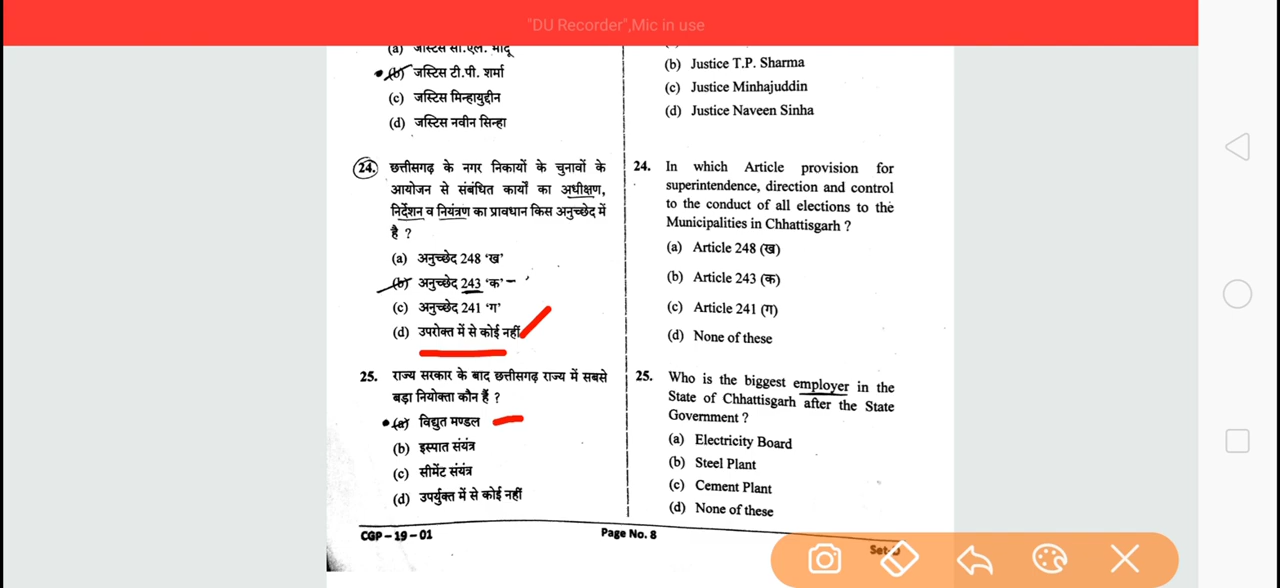 "DU Recorder",Mic in use
(b) जस्टिस टी.पी. शर्मा
(c) जस्टिस मिन्हायुद्दीन
(d) जस्टिस नवीन सिन्हा
24. छत्तीसगढ़ के नगर निकायों के चुनावों के
आयोजन से संबंधित कार्यों का अधीक्षण,
निर्देशन व नियंत्रण का प्रावधान किस अनुच्छेद में
है ?
(a) अनुच्छेद 248 ‘ख’
(b) अनुच्छेद 243 ‘क’
(c) अनुच्छेद 241 ‘ग’
(d) उपरोक्त में से कोई नहीं
25. राज्य सरकार के बाद छत्तीसगढ़ राज्य में सबसे
बड़ा नियोक्ता कौन हैं ?
(a) विद्युत मण्डल
(b) इस्पात संयंत्र
(c) सीमेंट संयंत्र
(d) उपर्युक्त में से कोई नहीं
(b) Justice T.P. Sharma
(c) Justice Minhajuddin
(d) Justice Naveen Sinha
24. In which Article provision for
superintendence, direction and control
to the conduct of all elections to the
Municipalities in Chhattisgarh ?
(a) Article 248 (ख)
(b) Article 243 (क)
(c) Article 241 (ग)
(d) None of these
25. Who is the biggest employer in the
State of Chhattisgarh after the State
Government ?
(a) Electricity Board
(b) Steel Plant
(c) Cement Plant
(d) None of these
CGP – 19 – 01
Page No. 8